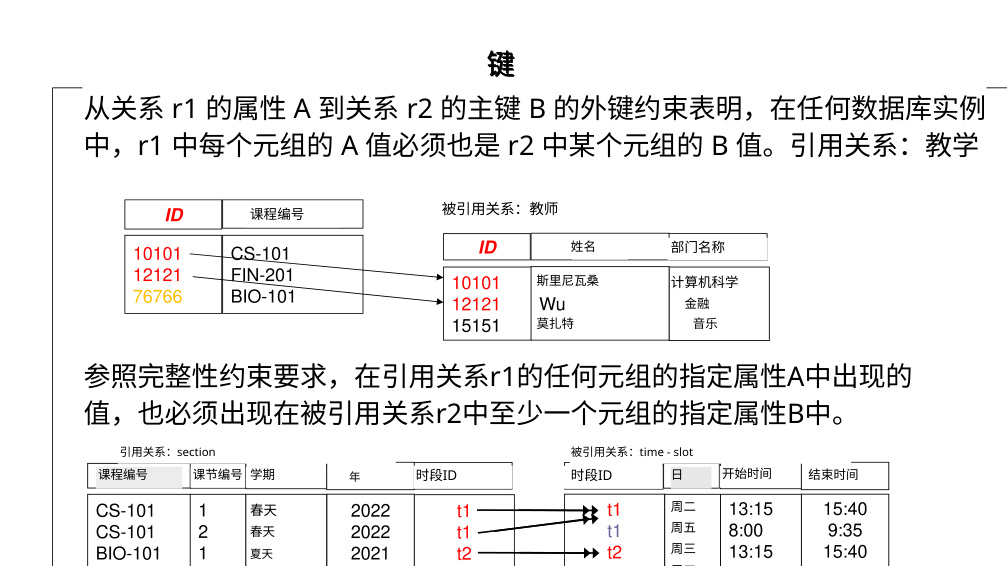 键
从关系 r1 的属性 A 到关系 r2 的主键 B 的外键约束表明，在任何数据库实例
中，r1 中每个元组的 A 值必须也是 r2 中某个元组的 B 值。引用关系：教学
ID 课程编号
10101 CS-101
12121 FIN-201
76766 BIO-101
被引用关系：教师
ID 姓名 部门名称
10101 斯里尼瓦桑 计算机科学
12121 Wu 金融
15151 莫扎特 音乐
参照完整性约束要求，在引用关系r1的任何元组的指定属性A中出现的
值，也必须出现在被引用关系r2中至少一个元组的指定属性B中。
引用关系：section
课程编号 课节编号 学期 年 时段ID
CS-101 1 春天 2022 t1
CS-101 2 春天 2022 t1
BIO-101 1 夏天 2021 t2
被引用关系：time - slot
时段ID 日 开始时间 结束时间
t1 周二 13:15 15:40
t1 周五 8:00 9:35
t2 周三 13:15 15:40